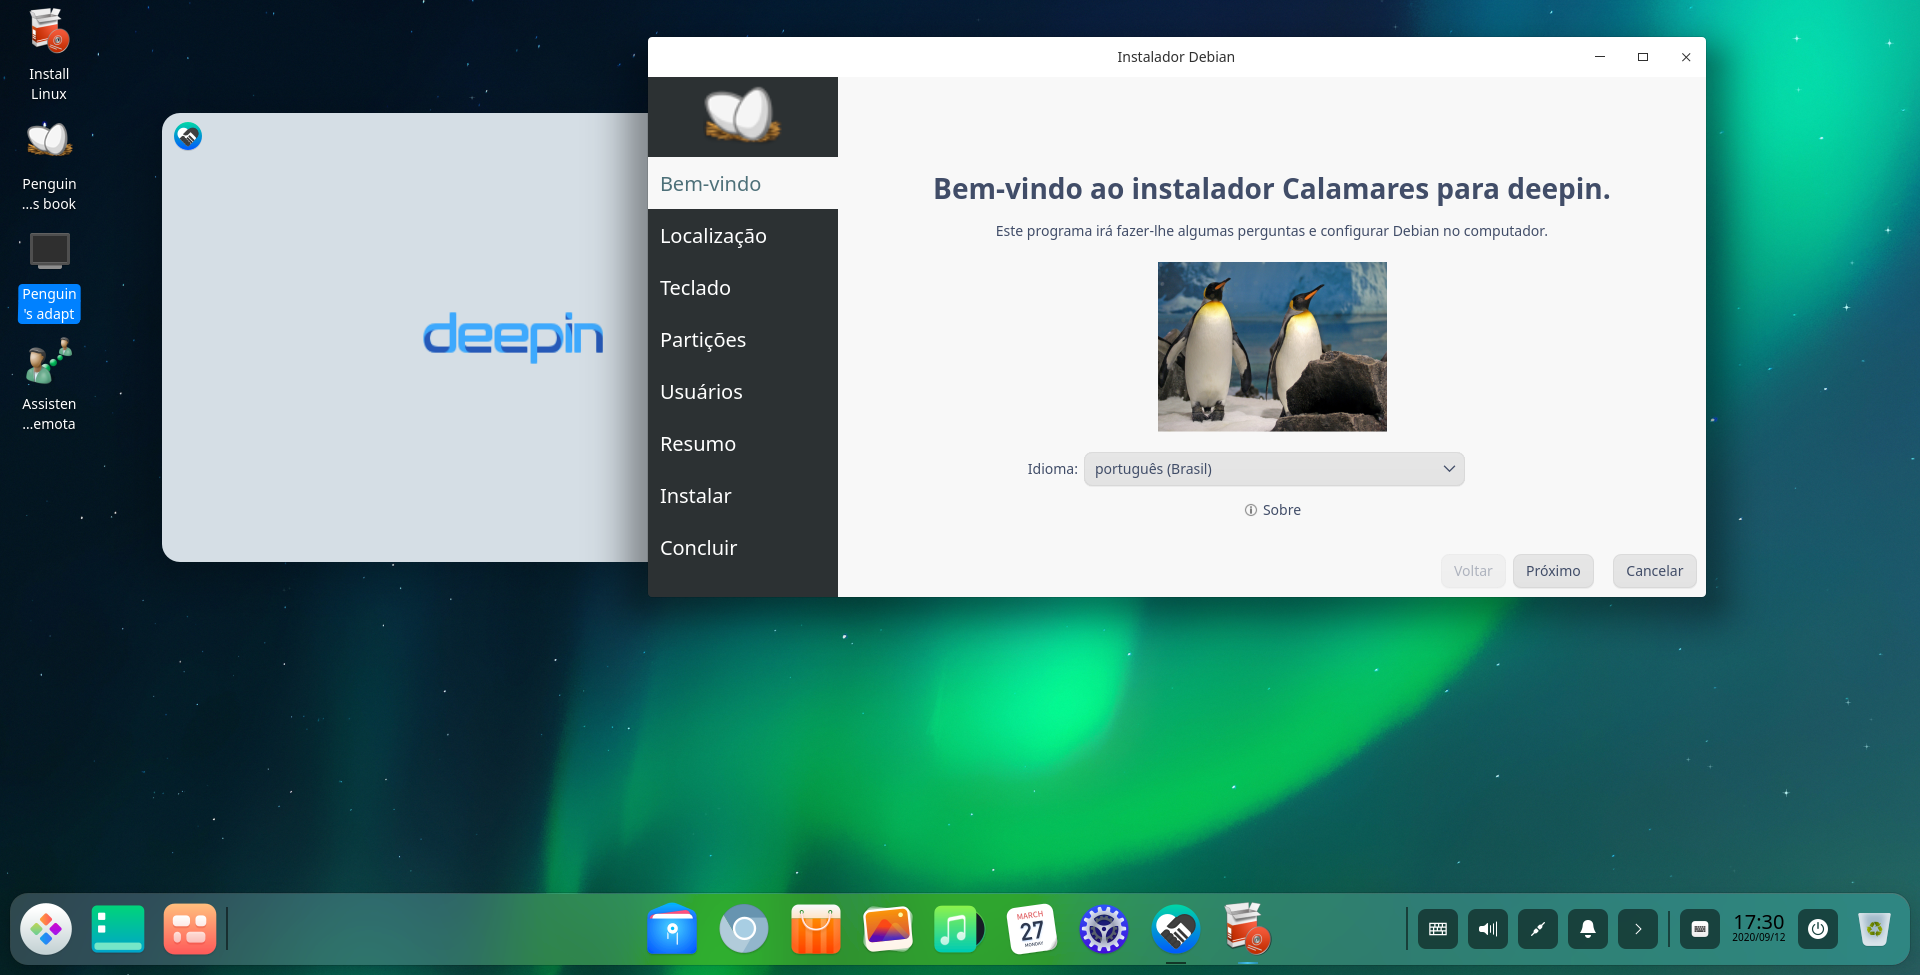 Install
Linux
Penguin
...s book
Penguin
's adapt
Assisten
...emota
deepin
Instalador Debian
Bem-vindo
Localização
Teclado
Partições
Usuários
Resumo
Instalar
Concluir
Bem-vindo ao instalador Calamares para deepin.
Este programa irá fazer-lhe algumas perguntas e configurar Debian no computador.
Idioma: português (Brasil)
Sobre
Voltar Próximo Cancelar
MARCH
27
MONDAY
17:30
2020/09/12